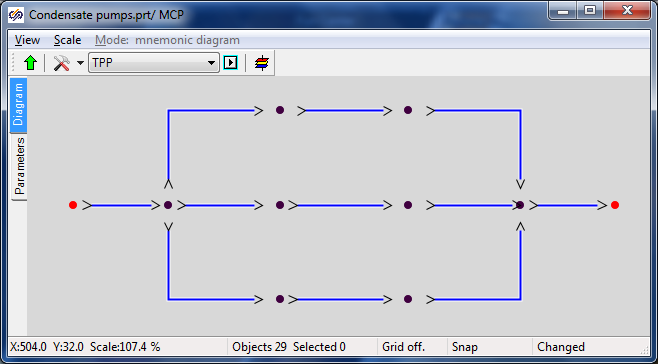 Condensate pumps.prt/ MCP
View Scale Mode: mnemonic diagram
TPP
Diagram
Parameters
X:504.0 Y:32.0 Scale:107.4 % Objects 29 Selected 0 Grid off. Snap Changed